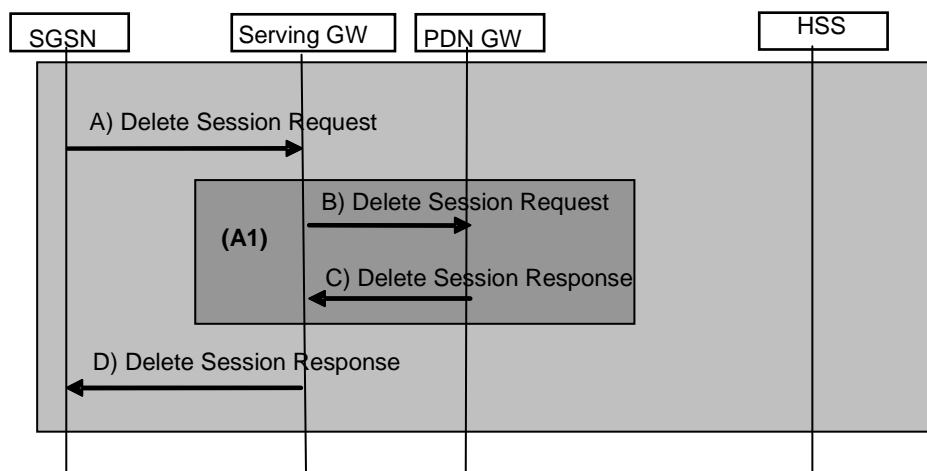 SGSN
Serving GW
PDN GW
HSS
A) Delete Session Request
B) Delete Session Request
(A1)
C) Delete Session Response
D) Delete Session Response